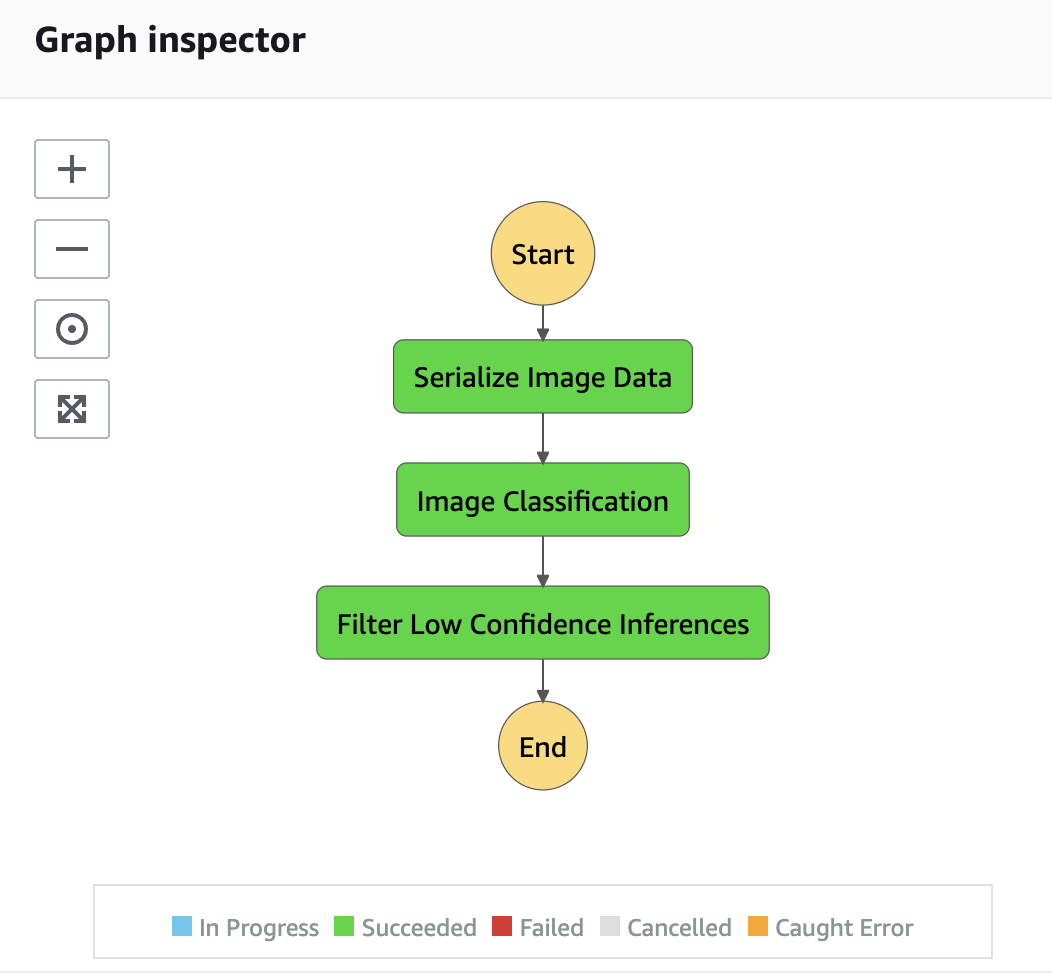 Graph inspector
Start
Serialize Image Data
Image Classification
Filter Low Confidence Inferences
End
In Progress Succeeded Failed Cancelled Caught Error